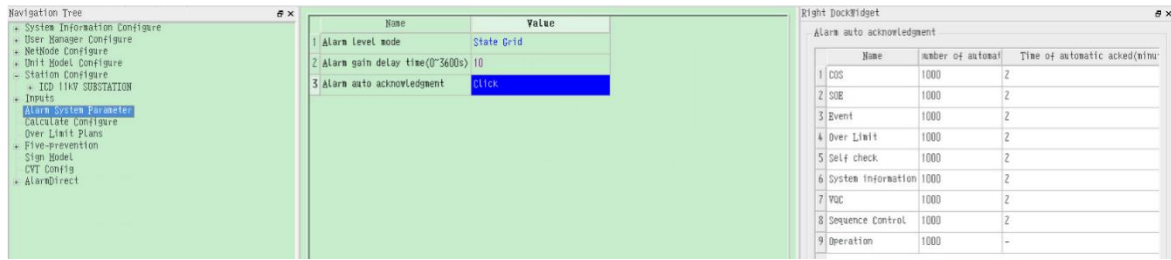 Navigation Tree
System Information Configure
User Manager Configure
NetNode Configure
Unit Model Configure
Station Configure
ICD 11kV SUBSTATION
Inputs
Alarm System Parameter
Calculate Configure
Over Limit Plans
Five-prevention
Sign Model
CVT Config
AlarmDirect
Name Value
1 Alarm level mode State Grid
2 Alarm gain delay time(0~3600s) 10
3 Alarm auto acknowledgment Click
Right DockWidget
Alarm auto acknowledgment
Name umber of automat Time of automatic acked(minu
1 COS 1000 2
2 SOE 1000 2
3 Event 1000 2
4 Over Limit 1000 2
5 Self check 1000 2
6 System information 1000 2
7 VQC 1000 2
8 Sequence Control 1000 2
9 Operation 1000 -